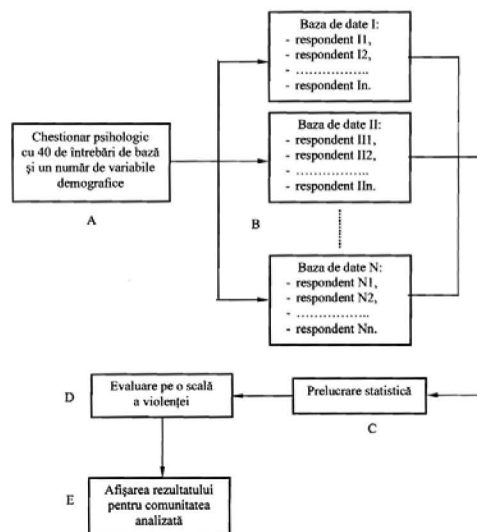 Baza de date I:
- respondent I1,
- respondent I2,
- ...................
- respondent In.
Chestionar psihologic
cu 40 de întrebări de bază
şi un număr de variabile
demografice
A
Baza de date II:
- respondent II1,
- respondent II2,
- ...................
- respondent IIn.
B
Baza de date N:
- respondent N1,
- respondent N2,
- ...................
- respondent Nn.
D
Evaluare pe o scală
a violenţei
Prelucrare statistică
C
E
Afişarea rezultatului
pentru comunitatea
analizată